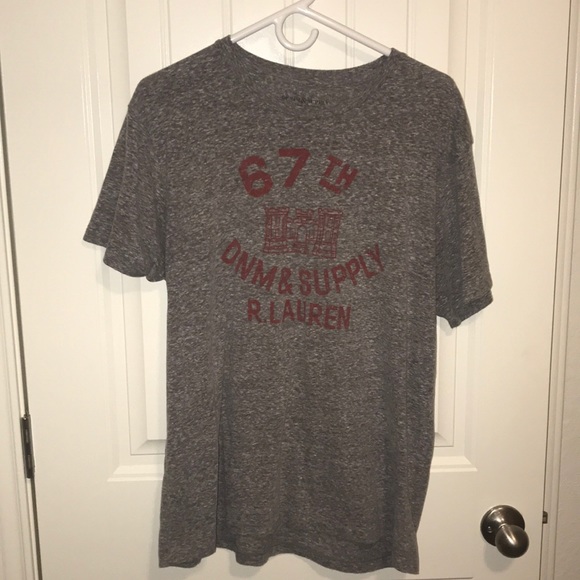 67TH
DNM & SUPPLY
R. LAUREN